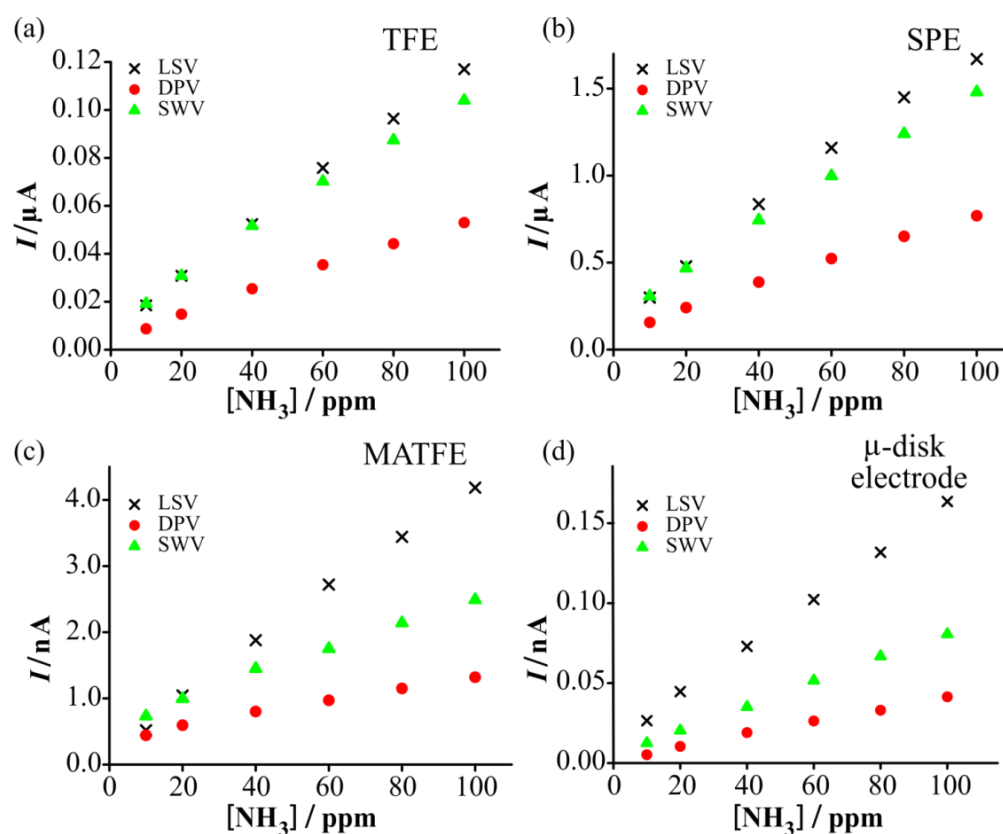 (a)
TFE
LSV
DPV
SWV
0.12
0.10
0.08
0.06
0.04
0.02
0.00
I/μA
0 20 40 60 80 100
[NH3] / ppm
(b)
SPE
LSV
DPV
SWV
1.5
1.0
0.5
0.0
I/μA
0 20 40 60 80 100
[NH3] / ppm
(c)
MATFE
LSV
DPV
SWV
4.0
3.0
2.0
1.0
0.0
I/nA
0 20 40 60 80 100
[NH3] / ppm
(d)
μ-disk
electrode
LSV
DPV
SWV
0.15
0.10
0.05
0.00
I/nA
0 20 40 60 80 100
[NH3] / ppm